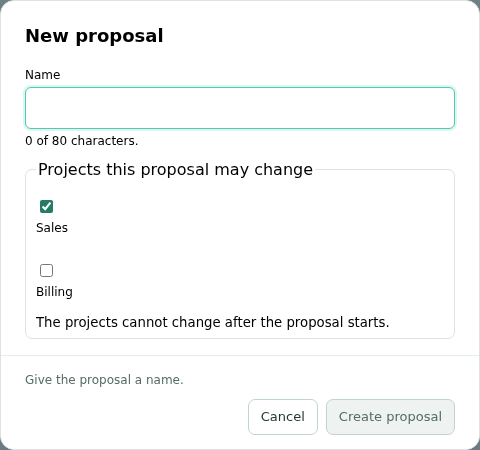 New proposal
Name
0 of 80 characters.
Projects this proposal may change
Sales
Billing
The projects cannot change after the proposal starts.
Give the proposal a name.
Cancel
Create proposal